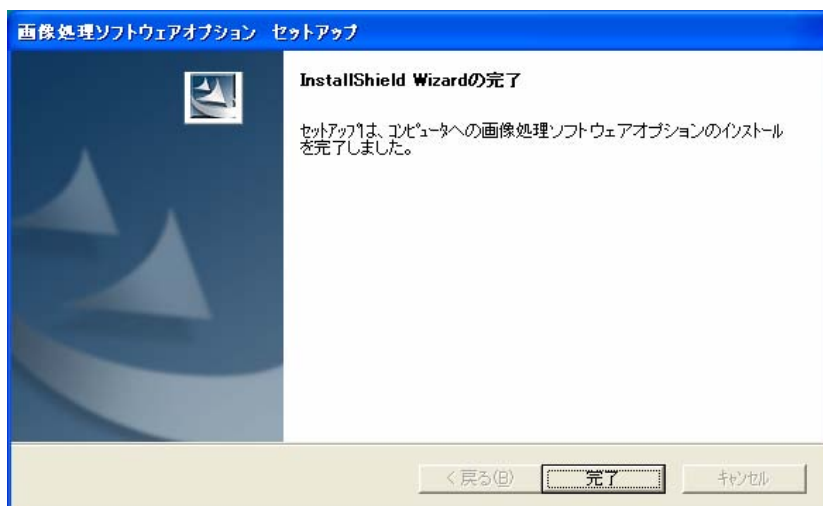 画像処理ソフトウェアオプション セットアップ
InstallShield Wizardの完了
ｾｯﾄｱｯﾌﾟは、ｺﾝﾋﾟｭｰﾀへの画像処理ソフトウェアオプションのｲﾝｽﾄｰﾙ
を完了しました。
< 戻る(B)
完了
ｷｬﾝｾﾙ